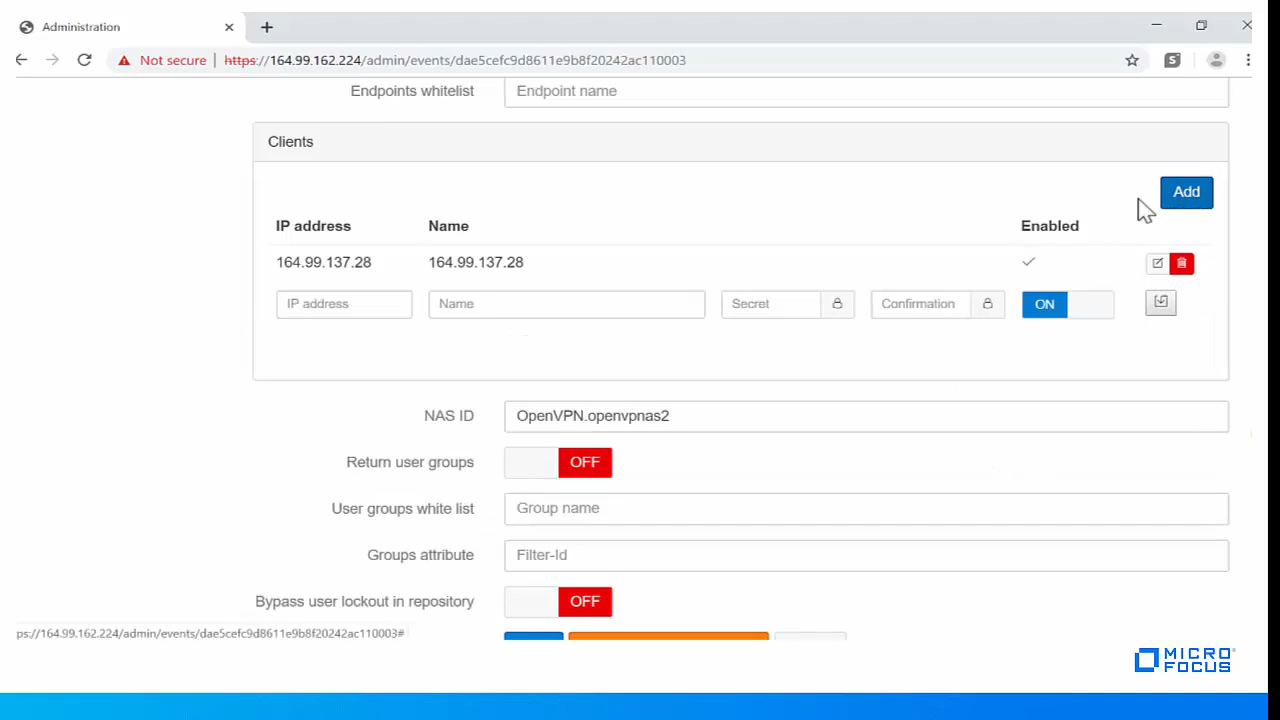 Administration
Not secure | https://164.99.162.224/admin/events/dae5cefc9d8611e9b8f20242ac110003
S
Endpoints whitelist Endpoint name
Clients
Add
IP address Name Enabled
164.99.137.28 164.99.137.28
IP address Name Secret Confirmation ON
NAS ID OpenVPN.openvpnas2
Return user groups OFF
User groups white list Group name
Groups attribute Filter-Id
Bypass user lockout in repository OFF
ps://164.99.162.224/admin/events/dae5cefc9d8611e9b8f20242ac110003#
MICRO
FOCUS